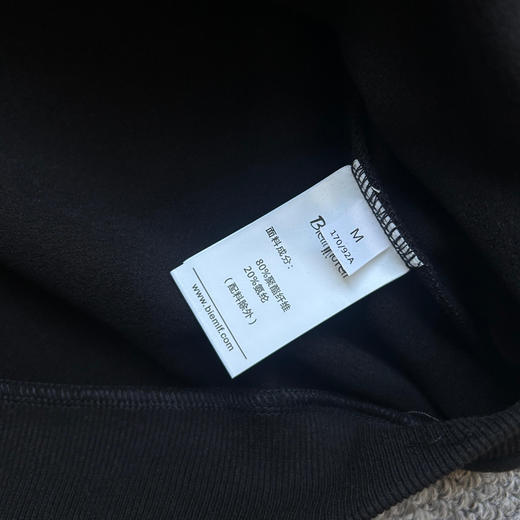 M
170/92A
面料成分：
80%聚酯纤维
20%氨纶
（配料除外）
www.biemlf.com